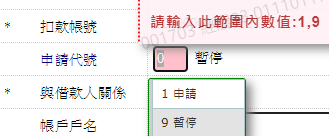 請輸入此範圍內數值:1,9
* 扣款帳號
申請代號 0 暫停
* 與借款人關係
1 申請
9 暫停
帳戶戶名